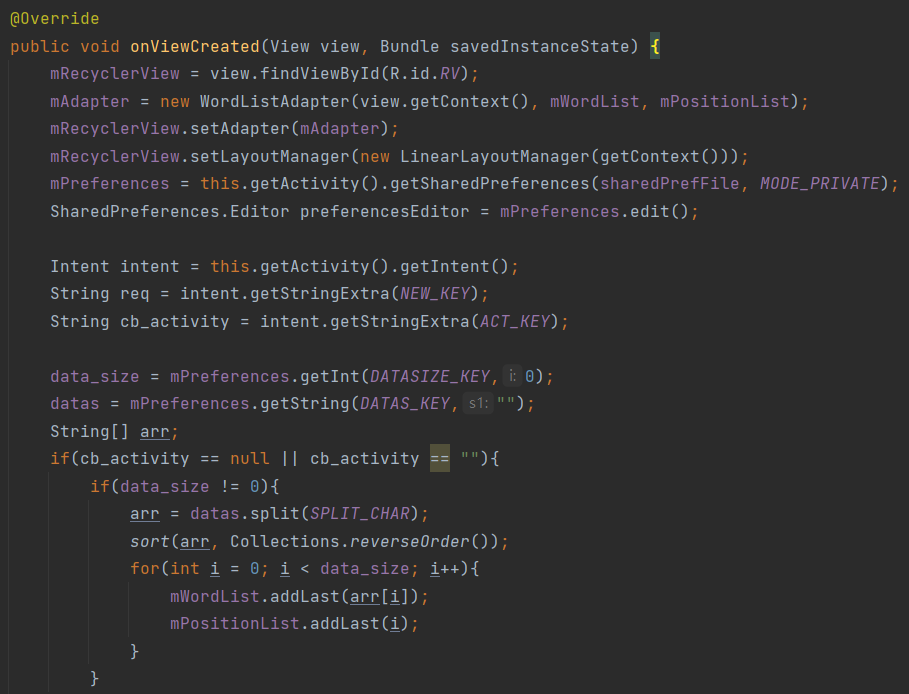 @Override
public void onViewCreated(View view, Bundle savedInstanceState) {
    mRecyclerView = view.findViewById(R.id.RV);
    mAdapter = new WordListAdapter(view.getContext(), mWordList, mPositionList);
    mRecyclerView.setAdapter(mAdapter);
    mRecyclerView.setLayoutManager(new LinearLayoutManager(getContext()));
    mPreferences = this.getActivity().getSharedPreferences(sharedPrefFile, MODE_PRIVATE);
    SharedPreferences.Editor preferencesEditor = mPreferences.edit();

    Intent intent = this.getActivity().getIntent();
    String req = intent.getStringExtra(NEW_KEY);
    String cb_activity = intent.getStringExtra(ACT_KEY);

    data_size = mPreferences.getInt(DATASIZE_KEY, i: 0);
    datas = mPreferences.getString(DATAS_KEY, s1: "");
    String[] arr;
    if(cb_activity == null || cb_activity == ""){
        if(data_size != 0){
            arr = datas.split(SPLIT_CHAR);
            sort(arr, Collections.reverseOrder());
            for(int i = 0; i < data_size; i++){
                mWordList.addLast(arr[i]);
                mPositionList.addLast(i);
            }
        }